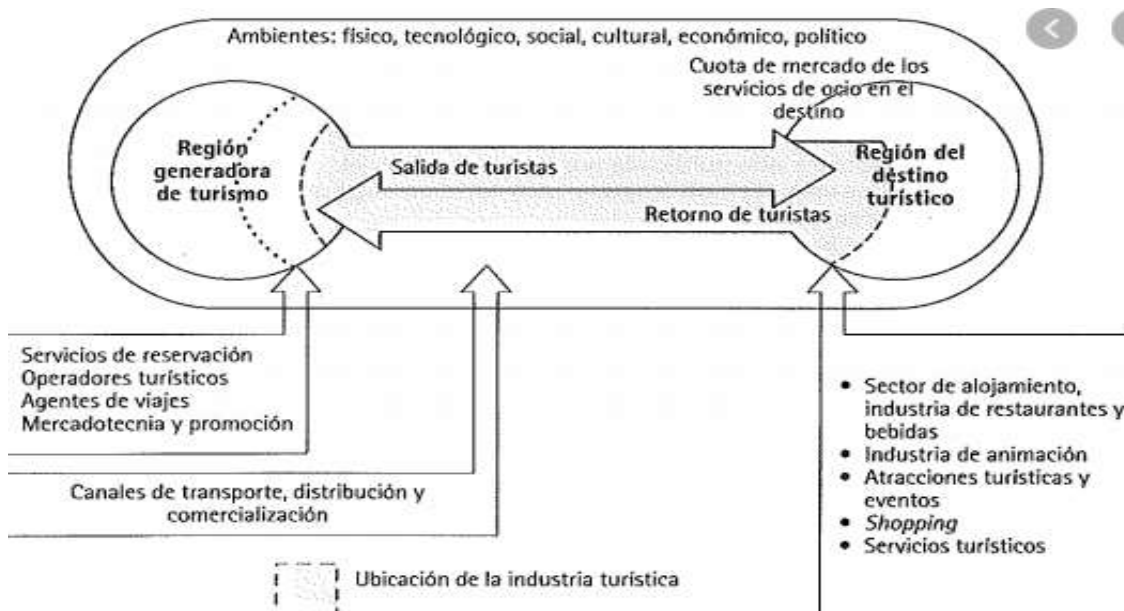 Ambientes: físico, tecnológico, social, cultural, económico, político
Cuota de mercado de los
servicios de ocio en el
destino
Región
generadora
de turismo
Salida de turistas
Retorno de turistas
Región del
destino
turístico
Servicios de reservación
Operadores turísticos
Agentes de viajes
Mercadotecnia y promoción
Canales de transporte, distribución y
comercialización
• Sector de alojamiento,
industria de restaurantes y
bebidas
• Industria de animación
• Atracciones turísticas y
eventos
• Shopping
• Servicios turísticos
Ubicación de la industria turística